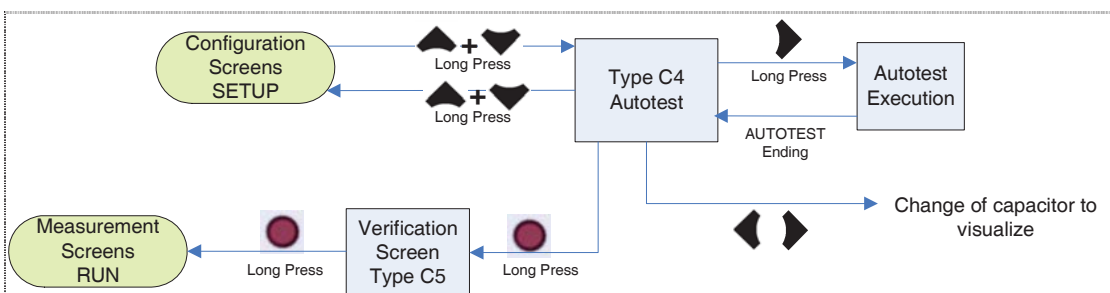 Configuration
Screens
SETUP
+
Long Press
+
Long Press
Type C4
Autotest
Long Press
Autotest
Execution
AUTOTEST
Ending
Change of capacitor to
visualize
Measurement
Screens
RUN
Long Press
Verification
Screen
Type C5
Long Press